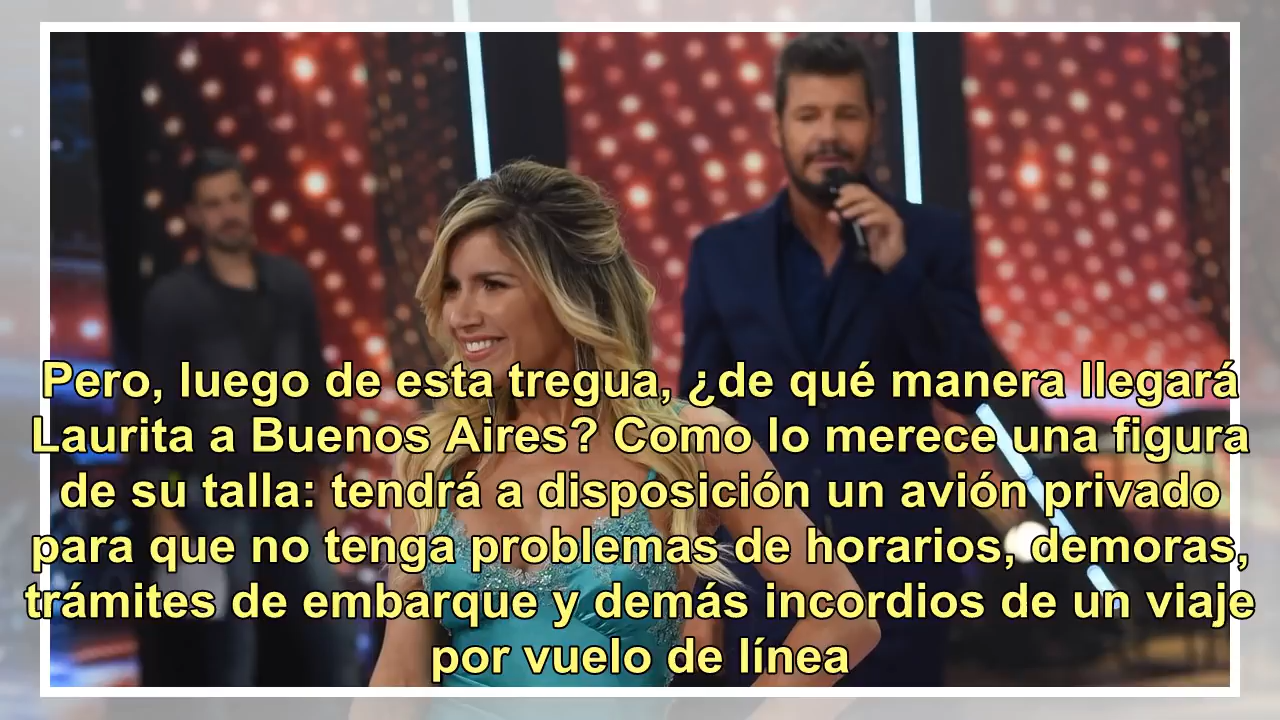 Pero, luego de esta tregua, ¿de qué manera llegará
Laurita a Buenos Aires? Como lo merece una figura
de su talla: tendrá a disposición un avión privado
para que no tenga problemas de horarios, demoras,
trámites de embarque y demás incordios de un viaje
por vuelo de línea